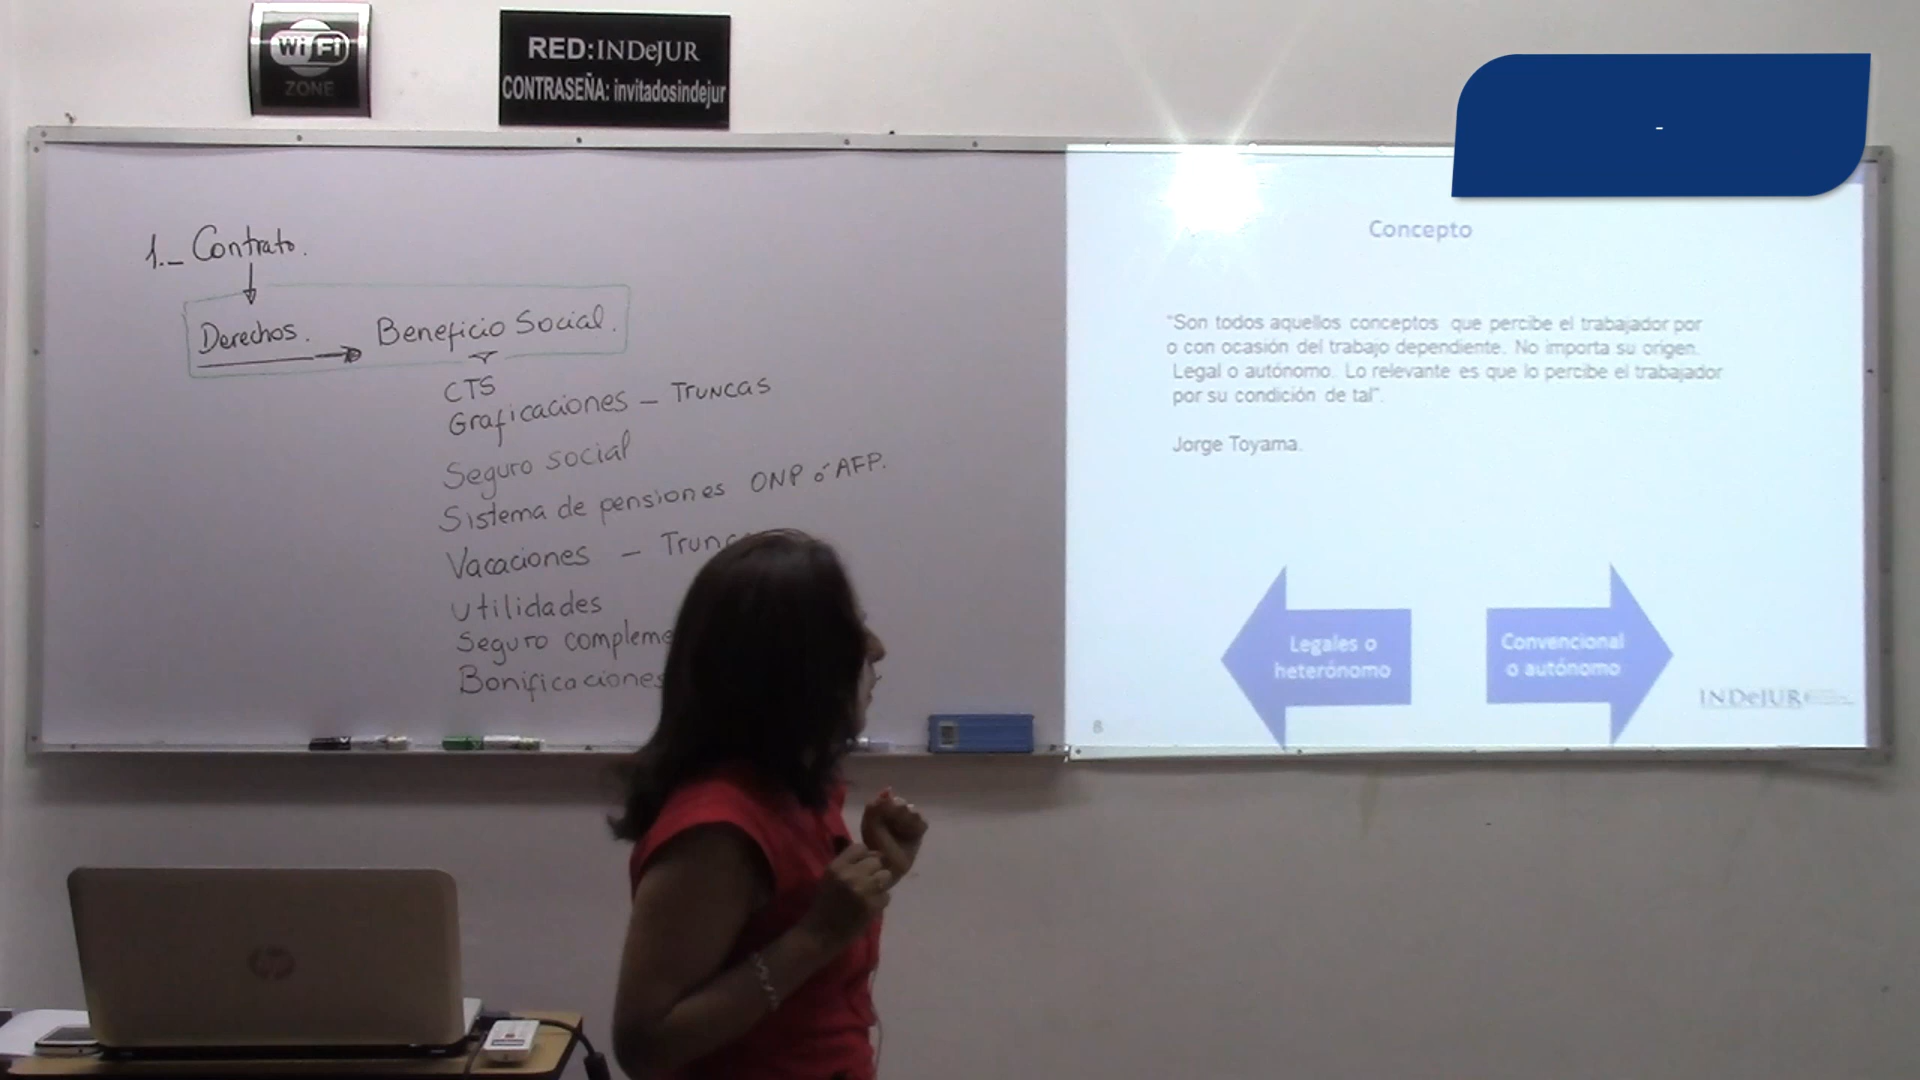 Wi Fi
ZONE
RED:INDeJUR
CONTRASEÑA: invitadosindejur
1._ Contrato.
Derechos. Beneficio Social.
CTS
Graficaciones - Truncas
Seguro social
Sistema de pensiones ONP ó AFP.
Vacaciones -
Utilidades
Seguro
Bonificaciones
-
Concepto
"Son todos aquellos conceptos que percibe el trabajador por
o con ocasión del trabajo dependiente. No importa su origen.
Legal o autónomo. Lo relevante es que lo percibe el trabajador
por su condición de tal".
Jorge Toyama.
Legales o
heterónomo
Convencional
o autónomo
INDeJUR
8
hp